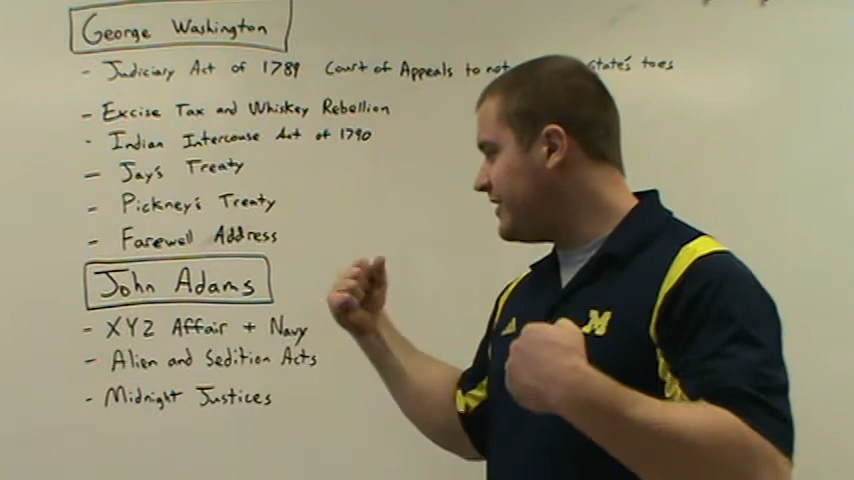 George Washington
- Judiciary Act of 1789 Court of Appeals to not state's toes
- Excise Tax and Whiskey Rebellion
- Indian Intercouse Act of 1790
- Jay's Treaty
- Pickney's Treaty
- Farewell Address
John Adams
- XYZ Affair + Navy
- Alien and Sedition Acts
- Midnight Justices
M